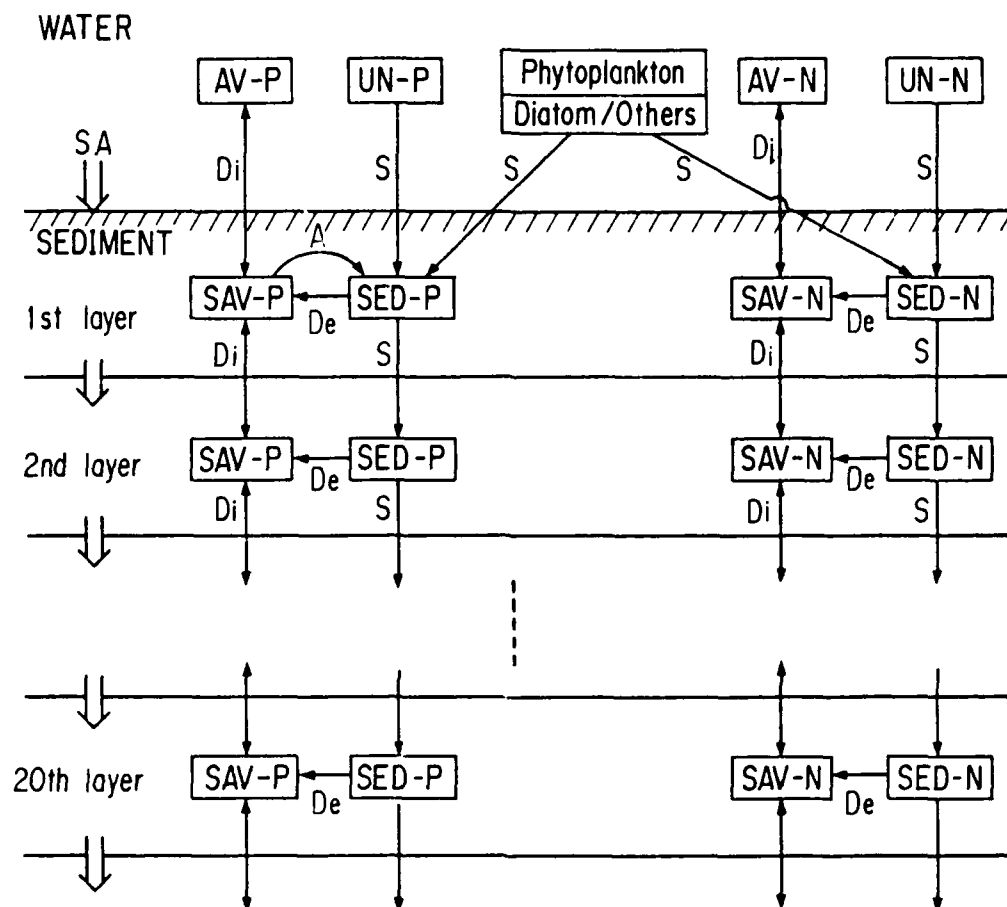 WATER
AV-P UN-P Phytoplankton AV-N UN-N
Diatom/Others
SA
Di S S S Di S
SEDIMENT
A
SAV-P SED-P SAV-N SED-N
1st layer
De De
Di S Di S
SAV-P SED-P SAV-N SED-N
2nd layer
De De
Di S Di S
SAV-P SED-P SAV-N SED-N
20th layer
De De